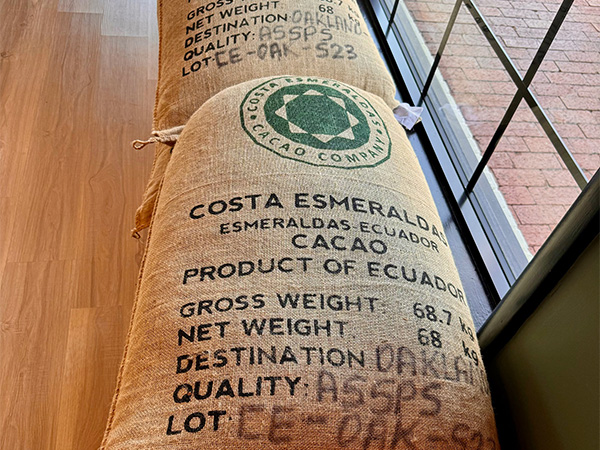 NET WEIGHT. 68 kg
DESTINATION: OAKLAND
QUALITY: ASSPS
LOT: CE-OAK-S23
COSTA ESMERALDAS
CACAO COMPANY
COSTA ESMERALDAS
ESMERALDAS ECUADOR
CACAO
PRODUCT OF ECUADOR
GROSS WEIGHT: 68.7 kg
NET WEIGHT. 68 kg
DESTINATION OAKLAND
QUALITY: ASSPS
LOT: CE-OAK-S23